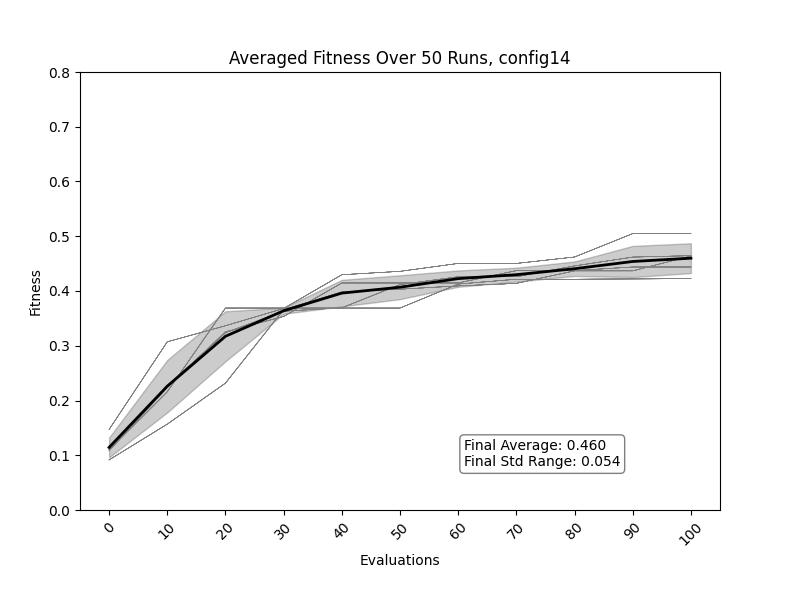 Averaged Fitness Over 50 Runs, config14
0.8
0.7
0.6
0.5
0.4
0.3
0.2
0.1
0.0
Fitness
Final Average: 0.460
Final Std Range: 0.054
0 10 20 30 40 50 60 70 80 90 100
Evaluations